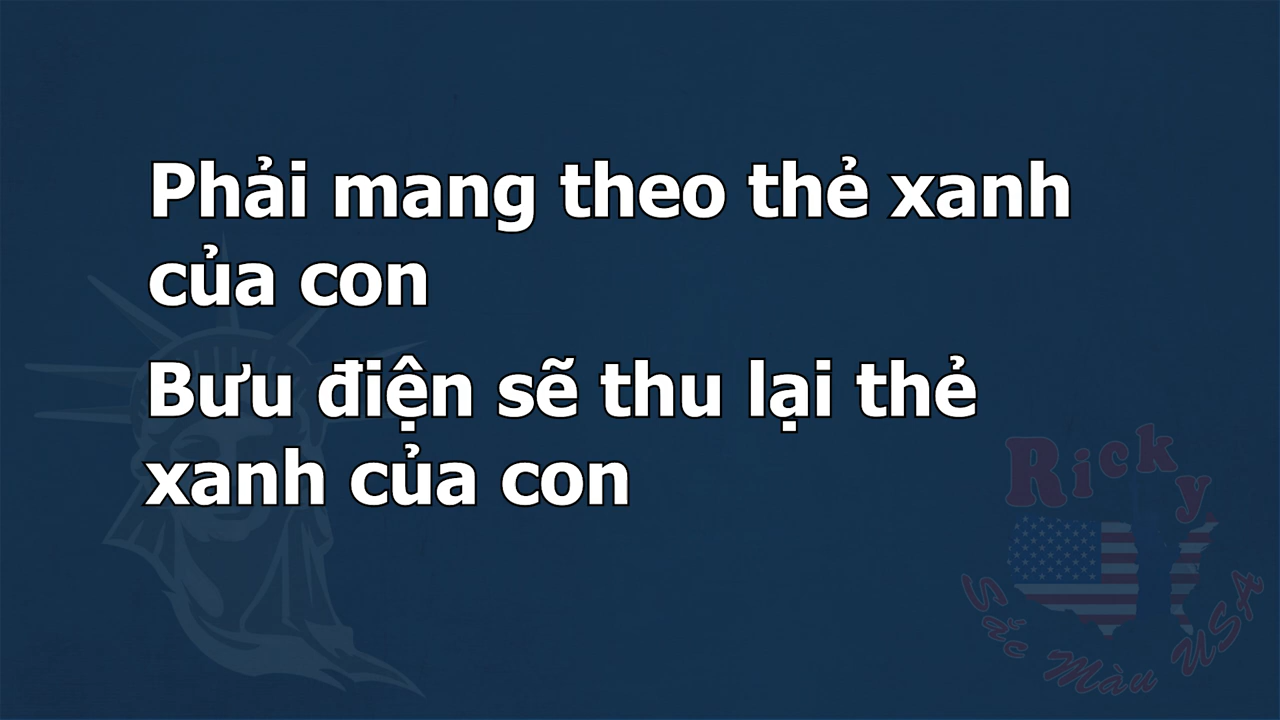 Phải mang theo thẻ xanh
của con
Bưu điện sẽ thu lại thẻ
xanh của con
Ricky
Sắc Màu USA